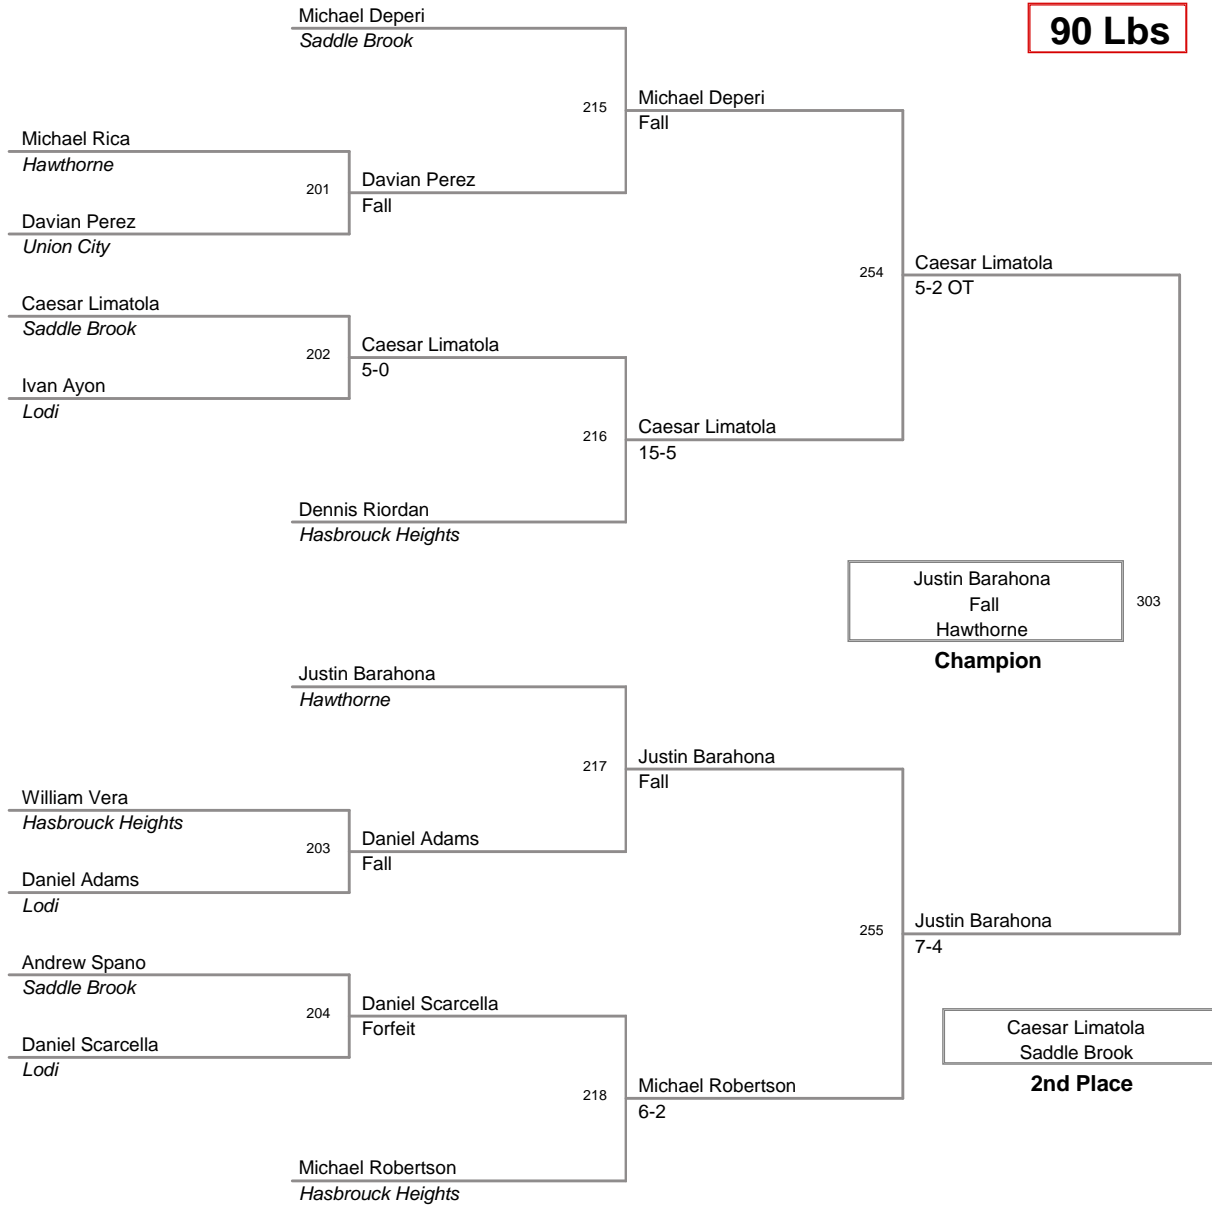 Michael Deperi
Saddle Brook
90 Lbs
215
Michael Deperi
Fall
Michael Rica
Hawthorne
201
Davian Perez
Fall
Davian Perez
Union City
254
Caesar Limatola
5-2 OT
Caesar Limatola
Saddle Brook
202
Caesar Limatola
5-0
Ivan Ayon
Lodi
216
Caesar Limatola
15-5
Dennis Riordan
Hasbrouck Heights
Justin Barahona
Fall
Hawthorne
303
Champion
Justin Barahona
Hawthorne
217
Justin Barahona
Fall
William Vera
Hasbrouck Heights
203
Daniel Adams
Fall
Daniel Adams
Lodi
255
Justin Barahona
7-4
Andrew Spano
Saddle Brook
204
Daniel Scarcella
Forfeit
Daniel Scarcella
Lodi
Caesar Limatola
Saddle Brook
2nd Place
218
Michael Robertson
6-2
Michael Robertson
Hasbrouck Heights